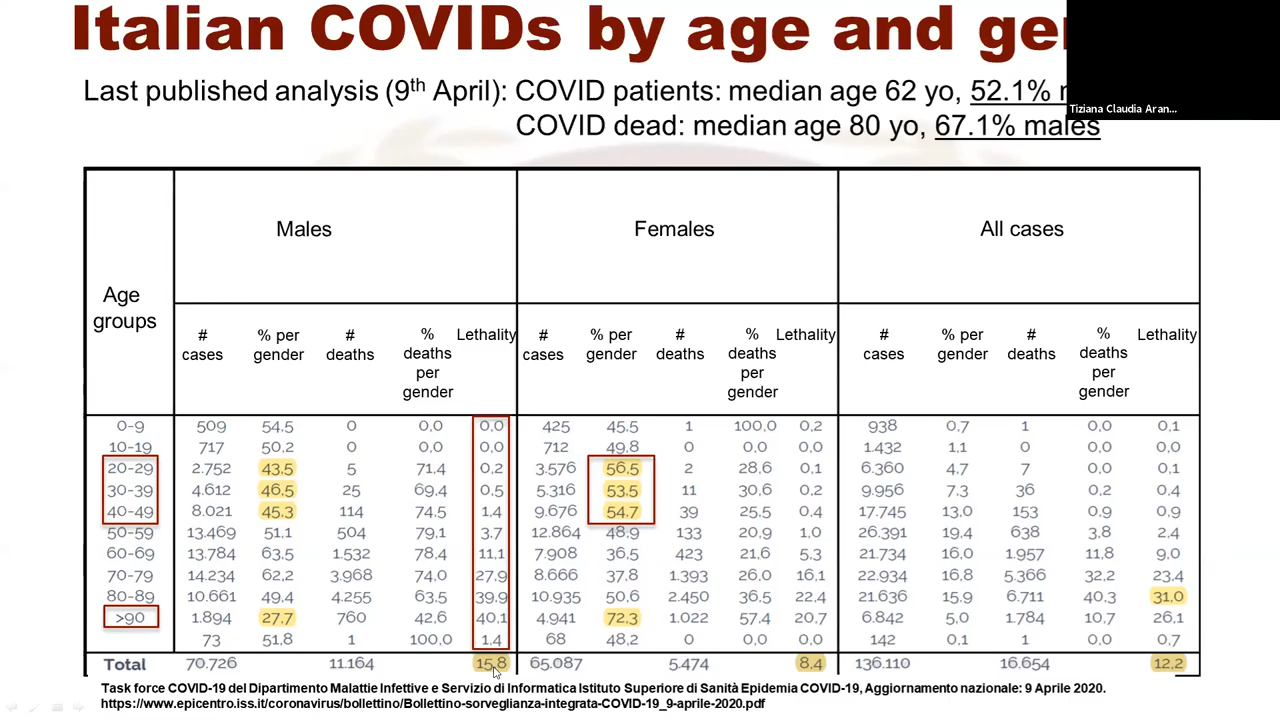 Italian COVIDs by age and ge
Tiziana Claudia Aran...
Last published analysis (9th April): COVID patients: median age 62 yo, 52.1%
COVID dead: median age 80 yo, 67.1% males
Age groups Males Females All cases
# cases % per gender # deaths % deaths per gender Lethality # cases % per gender # deaths % deaths per gender Lethality # cases % per gender # deaths % deaths per gender Lethality
0-9 509 54,5 0 0,0 0,0 425 45,5 1 100,0 0,2 938 0,7 1 0,0 0,1
10-19 717 50,2 0 0,0 0,0 712 49,8 0 0,0 0,0 1.432 1,1 0 0,0 0,0
20-29 2.752 43,5 5 71,4 0,2 3.576 56,5 2 28,6 0,1 6.360 4,7 7 0,0 0,1
30-39 4.612 46,5 25 69,4 0,5 5.316 53,5 11 30,6 0,2 9.956 7,3 36 0,2 0,4
40-49 8.021 45,3 114 74,5 1,4 9.676 54,7 39 25,5 0,4 17.745 13,0 153 0,9 0,9
50-59 13.469 51,1 504 79,1 3,7 12.864 48,9 133 20,9 1,0 26.391 19,4 638 3,8 2,4
60-69 13.784 63,5 1.532 78,4 11,1 7.908 36,5 423 21,6 5,3 21.734 16,0 1.957 11,8 9,0
70-79 14.234 62,2 3.968 74,0 27,9 8.666 37,8 1.393 26,0 16,1 22.934 16,8 5.366 32,2 23,4
80-89 10.661 49,4 4.255 63,5 39,9 10.935 50,6 2.450 36,5 22,4 21.636 15,9 6.711 40,3 31,0
>90 1.894 27,7 760 42,6 40,1 4.941 72,3 1.022 57,4 20,7 6.842 5,0 1.784 10,7 26,1
73 51,8 1 100,0 1,4 68 48,2 0 0,0 0,0 142 0,1 1 0,0 0,7
Total 70.726 11.164 15,8 65.087 5.474 8,4 136.110 16.654 12,2
Task force COVID-19 del Dipartimento Malattie Infettive e Servizio di Informatica Istituto Superiore di Sanità Epidemia COVID-19, Aggiornamento nazionale: 9 Aprile 2020.
https://www.epicentro.iss.it/coronavirus/bollettino/Bollettino-sorveglianza-integrata-COVID-19_9-aprile-2020.pdf